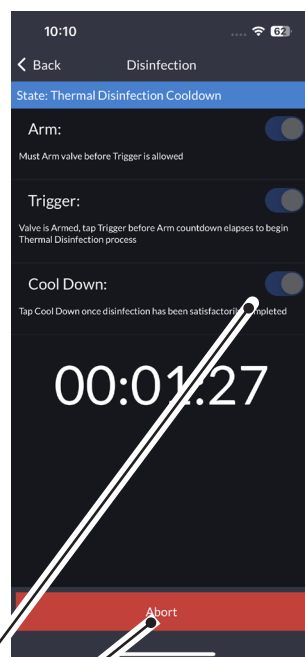 10:10
62
Back
Disinfection
State: Thermal Disinfection Cooldown
Arm:
Must Arm valve before Trigger is allowed
Trigger:
Valve is Armed, tap Trigger before Arm countdown elapses to begin
Thermal Disinfection process
Cool Down:
Tap Cool Down once disinfection has been satisfactorily completed
00:01:27
Abort